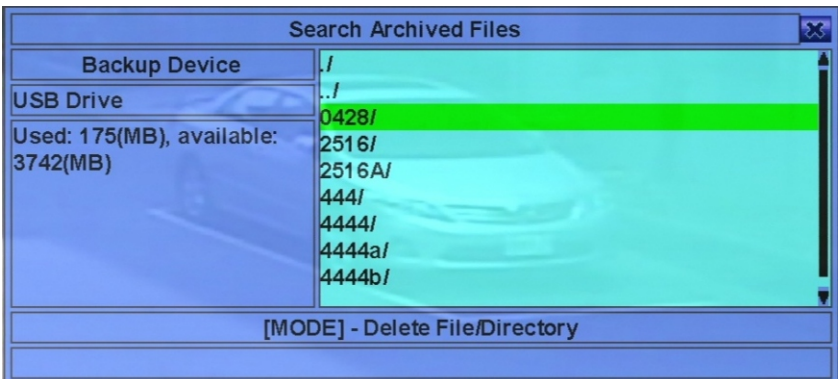 Search Archived Files
Backup Device
USB Drive
Used: 175(MB), available:
3742(MB)
./
../
0428/
2516/
2516A/
444/
4444/
4444a/
4444b/
[MODE] - Delete File/Directory